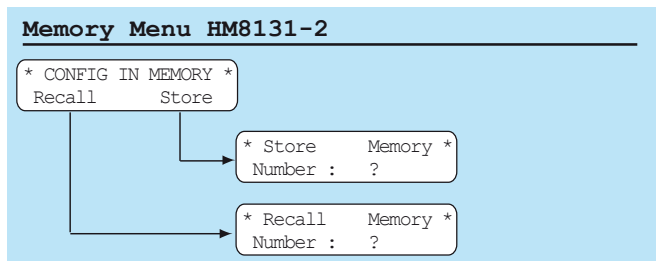 Memory Menu HM8131-2
* CONFIG IN MEMORY *
Recall Store
* Store Memory *
Number : ?
* Recall Memory *
Number : ?